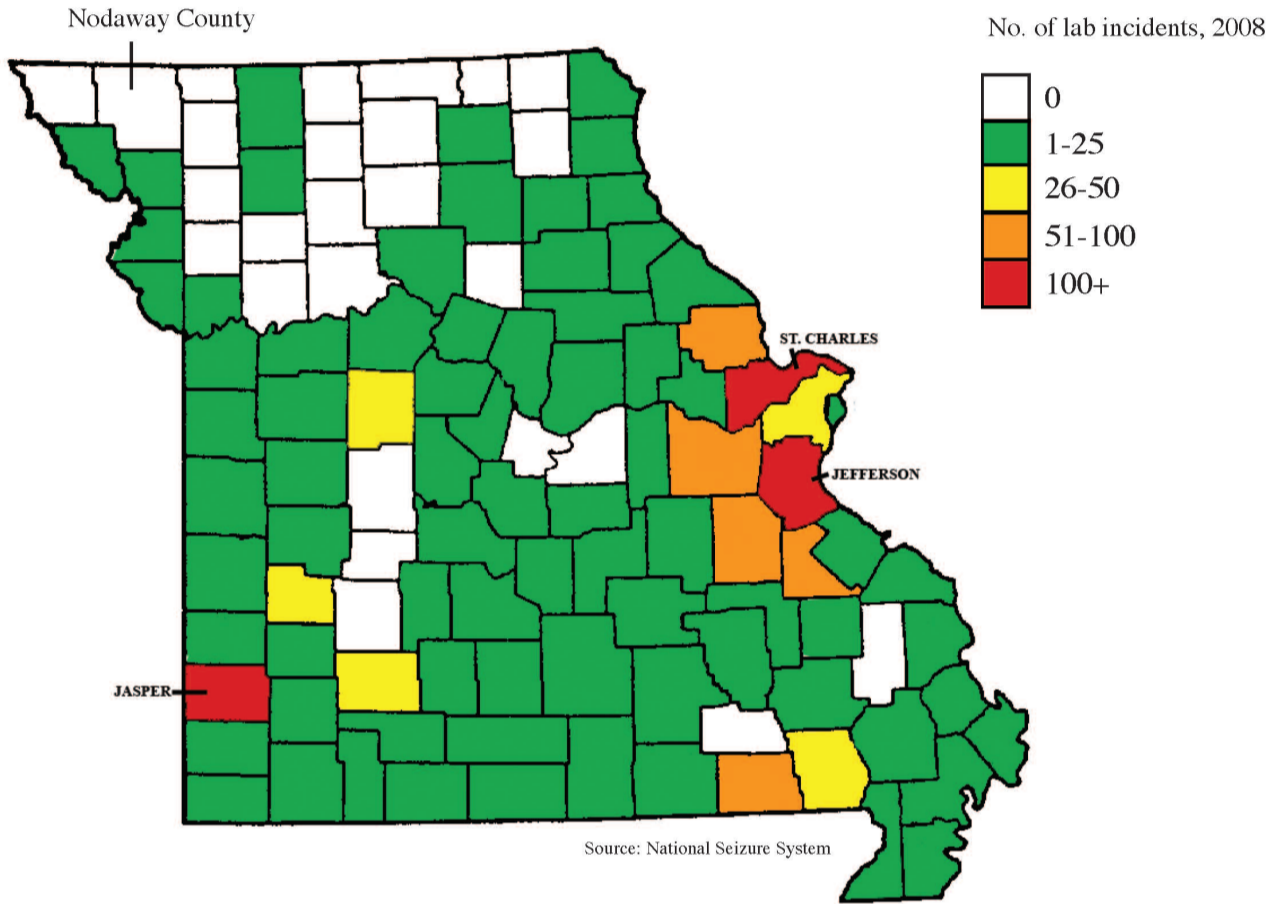 Nodaway County
No. of lab incidents, 2008
0
1-25
26-50
51-100
100+
ST. CHARLES
JEFFERSON
JASPER
Source: National Seizure System